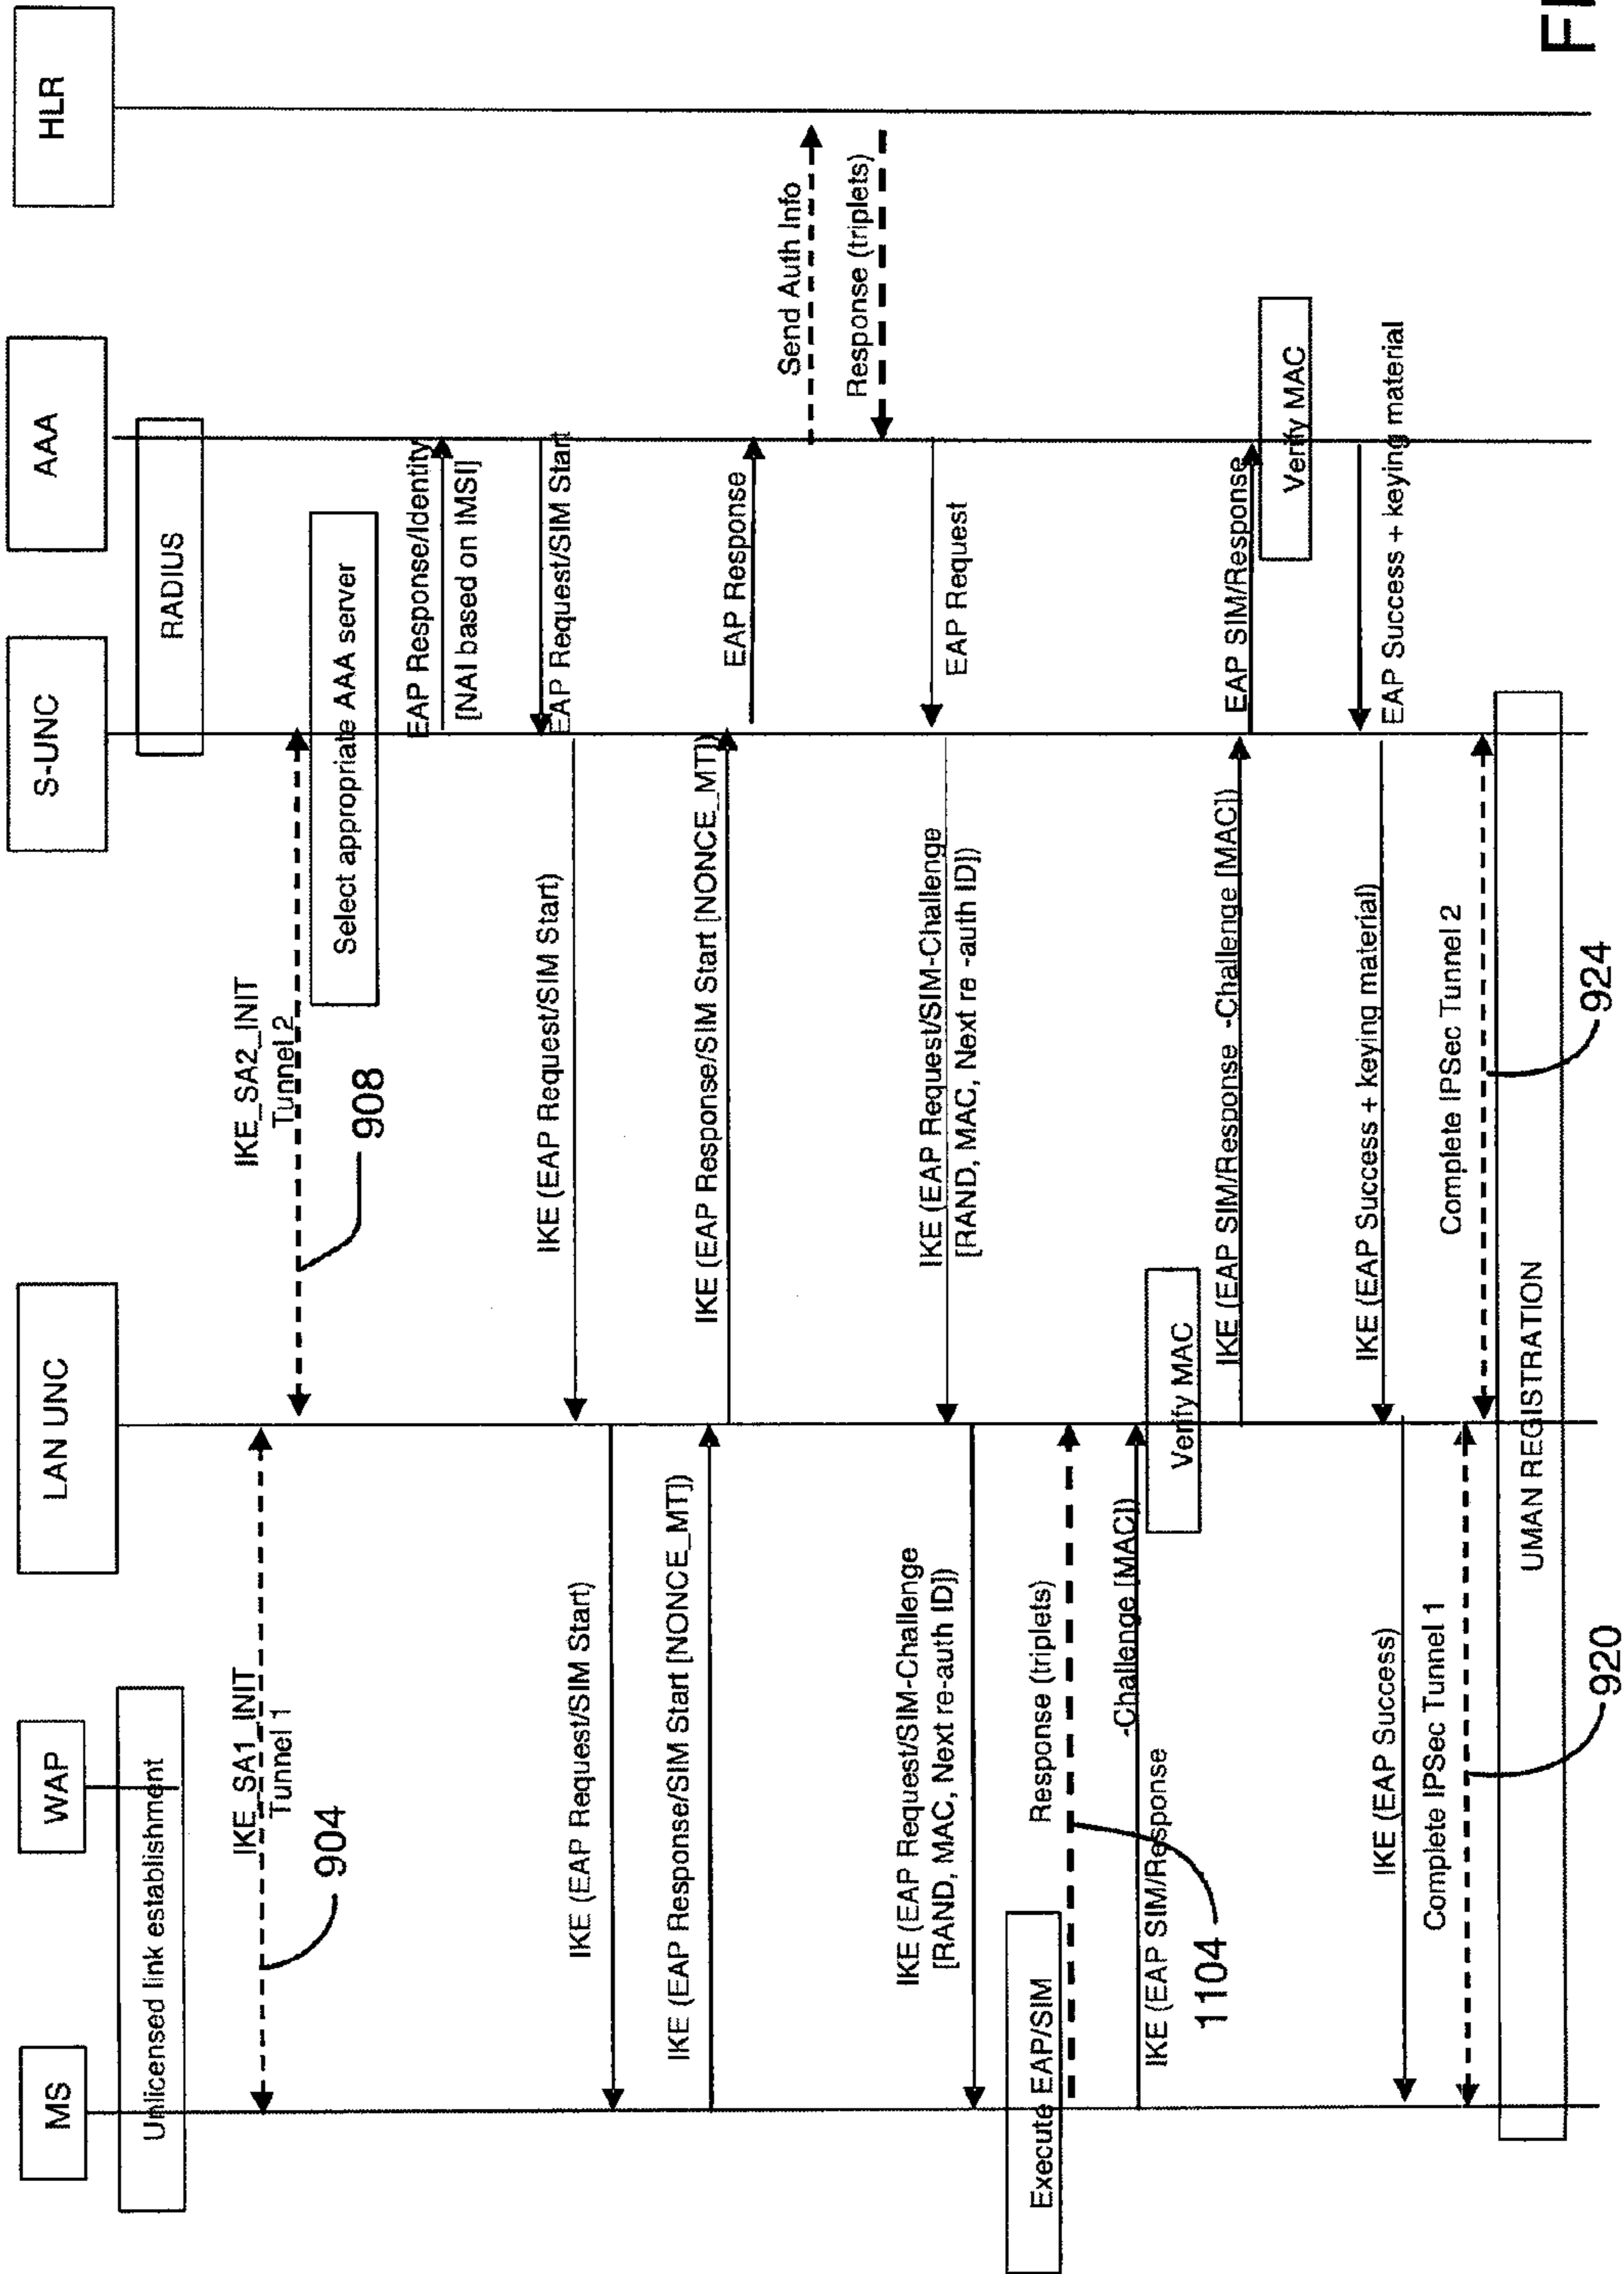 MS
WAP
LAN UNC
S-UNC
AAA
HLR
Unlicensed link establishment
RADIUS
IKE_SA1_INIT
Tunnel 1
904
IKE_SA2_INIT
Tunnel 2
908
Select appropriate AAA server
EAP Response/Identity
[NAI based on IMSI]
EAP Request/SIM Start
IKE (EAP Request/SIM Start)
IKE (EAP Request/SIM Start)
IKE (EAP Response/SIM Start [NONCE_MT])
IKE (EAP Response/SIM Start [NONCE_MT])
EAP Response
Send Auth Info
Response (triplets)
EAP Request
IKE (EAP Request/SIM-Challenge
[RAND, MAC, Next re -auth ID])
IKE (EAP Request/SIM-Challenge
[RAND, MAC, Next re-auth ID])
Execute EAP/SIM
Response (triplets)
1104
-Challenge [MAC])
IKE (EAP SIM/Response
Verify MAC
IKE (EAP SIM/Response -Challenge [MAC])
EAP SIM/Response
Verify MAC
EAP Success + keying material
IKE (EAP Success + keying material)
IKE (EAP Success)
Complete IPSec Tunnel 1
920
Complete IPSec Tunnel 2
924
UMAN REGISTRATION